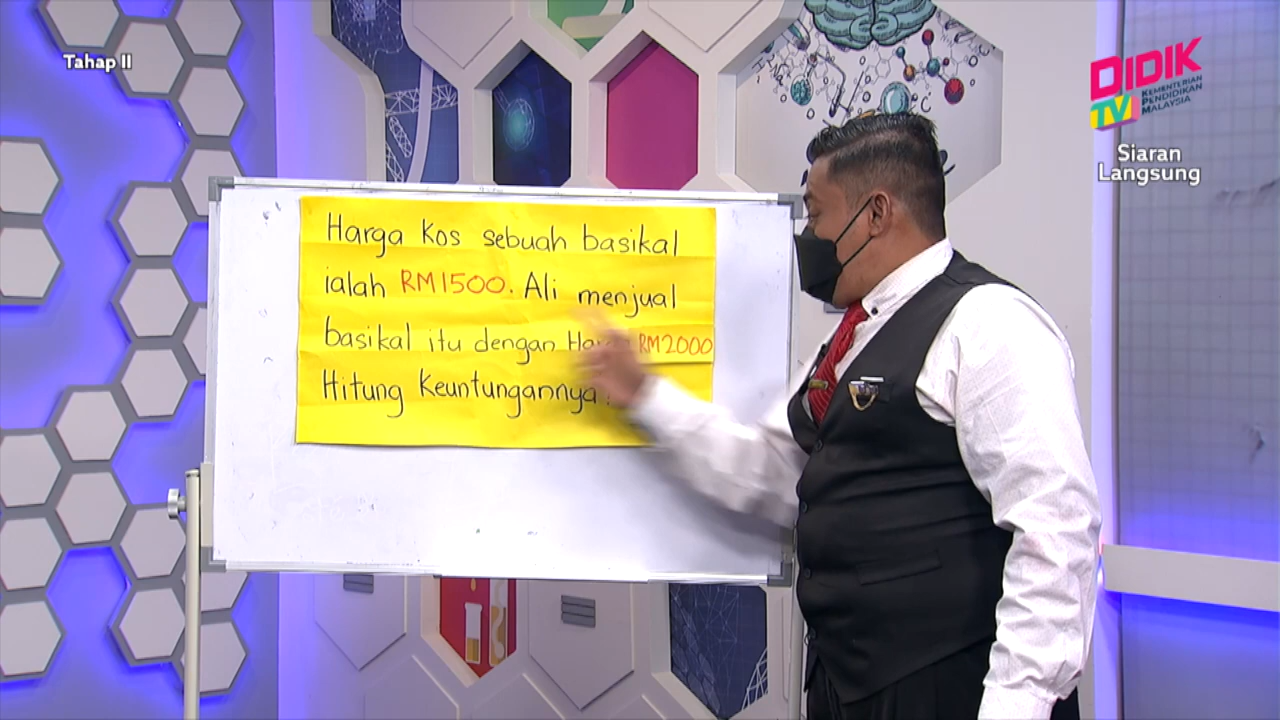 Tahap II
DIDIK
TV
KEMENTERIAN
PENDIDIKAN
MALAYSIA
Siaran
Langsung
Harga Kos sebuah basikal
ialah RM1500. Ali menjual
basikal itu dengan RM2000
Hitung Keuntungannya